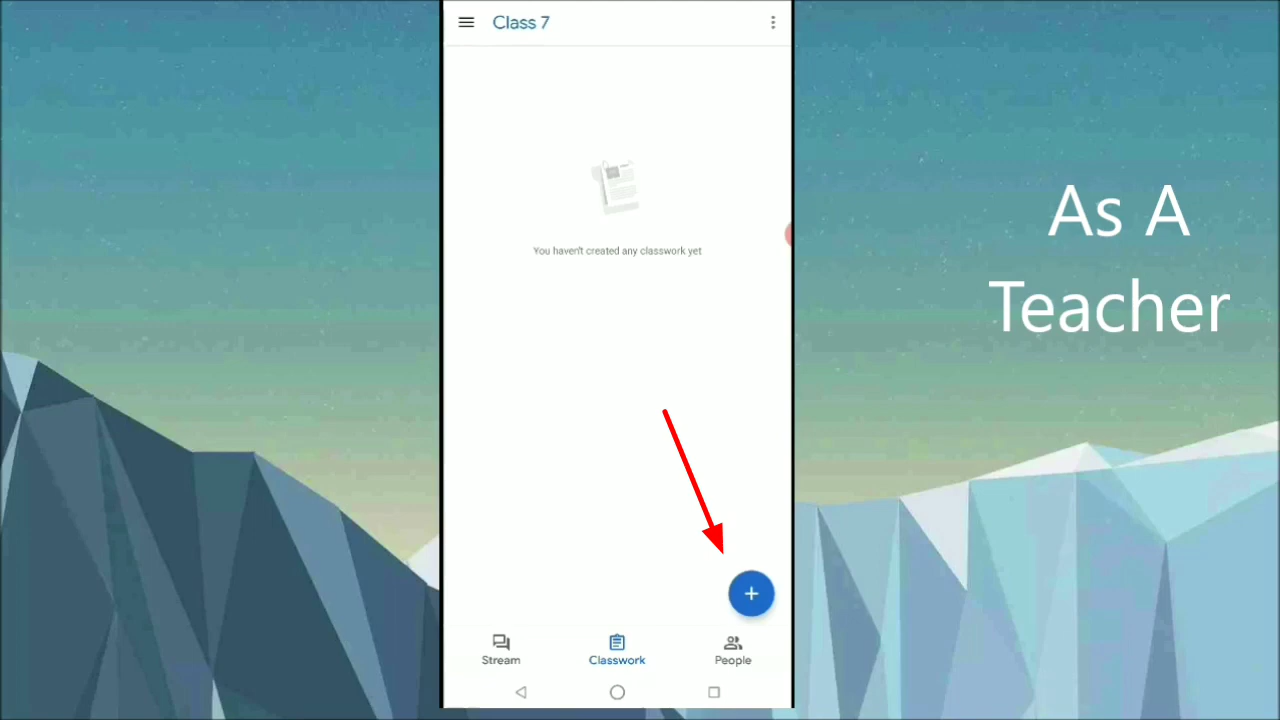 Class 7
As A
Teacher
You haven't created any classwork yet
Stream
Classwork
People